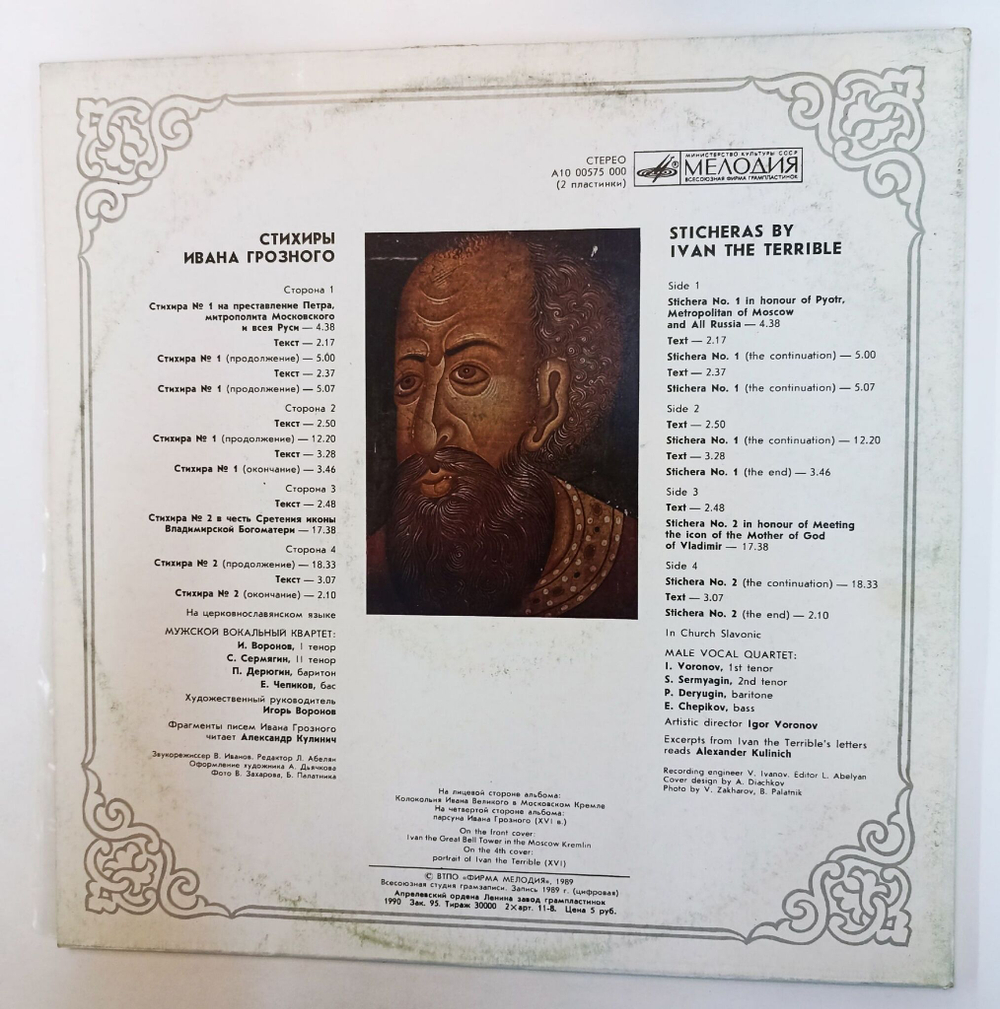 СТЕРЕО
А10 00575 000
(2 пластинки)
МИНИСТЕРСТВО КУЛЬТУРЫ СССР
МЕЛОДИЯ
ВСЕСОЮЗНАЯ ФИРМА ГРАМПЛАСТИНОК
СТИХИРЫ
ИВАНА ГРОЗНОГО
Сторона 1
Стихира № 1 на преставление Петра,
митрополита Московского
и всея Руси — 4.38
Текст — 2.17
Стихира № 1 (продолжение) — 5.00
Текст — 2.37
Стихира № 1 (продолжение) — 5.07
Сторона 2
Текст — 2.50
Стихира № 1 (продолжение) — 12.20
Текст — 3.28
Стихира № 1 (окончание) — 3.46
Сторона 3
Текст — 2.48
Стихира № 2 в честь Сретения иконы
Владимирской Богоматери — 17.38
Сторона 4
Стихира № 2 (продолжение) — 18.33
Текст — 3.07
Стихира № 2 (окончание) — 2.10
На церковнославянском языке
МУЖСКОЙ ВОКАЛЬНЫЙ КВАРТЕТ:
И. Воронов, I тенор
С. Сермягин, II тенор
П. Дерюгин, баритон
Е. Чепиков, бас
Художественный руководитель
Игорь Воронов
Фрагменты писем Ивана Грозного
читает Александр Кулинич
Звукорежиссер В. Иванов. Редактор Л. Абелян
Оформление художника А. Дьячкова
Фото В. Захарова, Б. Палатника
STICHERAS BY
IVAN THE TERRIBLE
Side 1
Stichera No. 1 in honour of Pyotr,
Metropolitan of Moscow
and All Russia — 4.38
Text — 2.17
Stichera No. 1 (the continuation) — 5.00
Text — 2.37
Stichera No. 1 (the continuation) — 5.07
Side 2
Text — 2.50
Stichera No. 1 (the continuation) — 12.20
Text — 3.28
Stichera No. 1 (the end) — 3.46
Side 3
Text — 2.48
Stichera No. 2 in honour of Meeting
the icon of the Mother of God
of Vladimir — 17.38
Side 4
Stichera No. 2 (the continuation) — 18.33
Text — 3.07
Stichera No. 2 (the end) — 2.10
In Church Slavonic
MALE VOCAL QUARTET:
I. Voronov, 1st tenor
S. Sermyagin, 2nd tenor
P. Deryugin, baritone
E. Chepikov, bass
Artistic director Igor Voronov
Excerpts from Ivan the Terrible's letters
reads Alexander Kulinich
Recording engineer V. Ivanov. Editor L. Abelyan
Cover design by A. Diachkov
Photo by V. Zakharov, B. Palatnik
На лицевой стороне альбома:
Колокольня Ивана Великого в Московском Кремле
На четвертой стороне альбома:
парсуна Ивана Грозного (XVI в.)
On the front cover:
Ivan the Great Bell Tower in the Moscow Kremlin
On the 4th cover:
portrait of Ivan the Terrible (XVI)
© ВТПО «ФИРМА МЕЛОДИЯ», 1989
Всесоюзная студия грамзаписи. Запись 1989 г. (цифровая)
Апрелевский ордена Ленина завод грампластинок
1990 Зак. 95. Тираж 30000 2×арт. 11-8. Цена 5 руб.